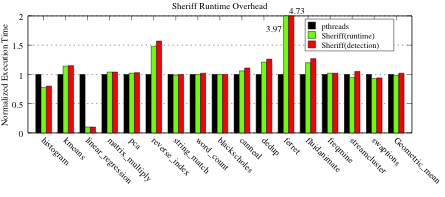 Sheriff Runtime Overhead
4.73
3.97
pthreads
Sheriff(runtime)
Sheriff(detection)
Normalized Execution Time
2
1.5
1
0.5
0
histogram
kmeans
linear_regression
matrix_multiply
pca
reverse_index
string_match
word_count
blackscholes
canneal
dedup
ferret
fluidanimate
freqmine
streamcluster
swaptions
Geometric_mean